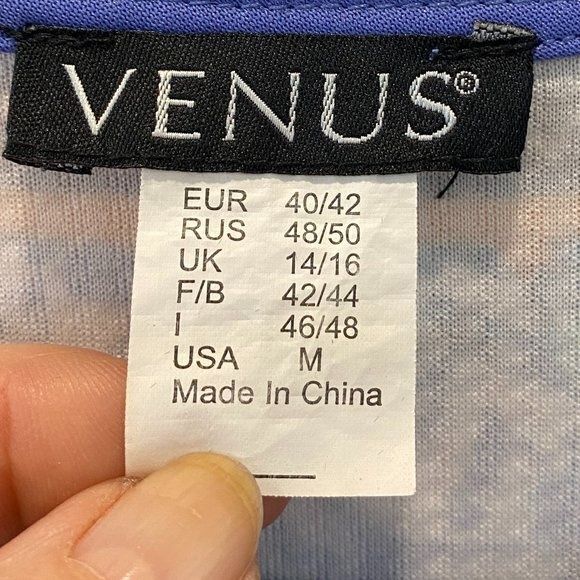 VENUS®
EUR 40/42
RUS 48/50
UK 14/16
F/B 42/44
I 46/48
USA M
Made In China